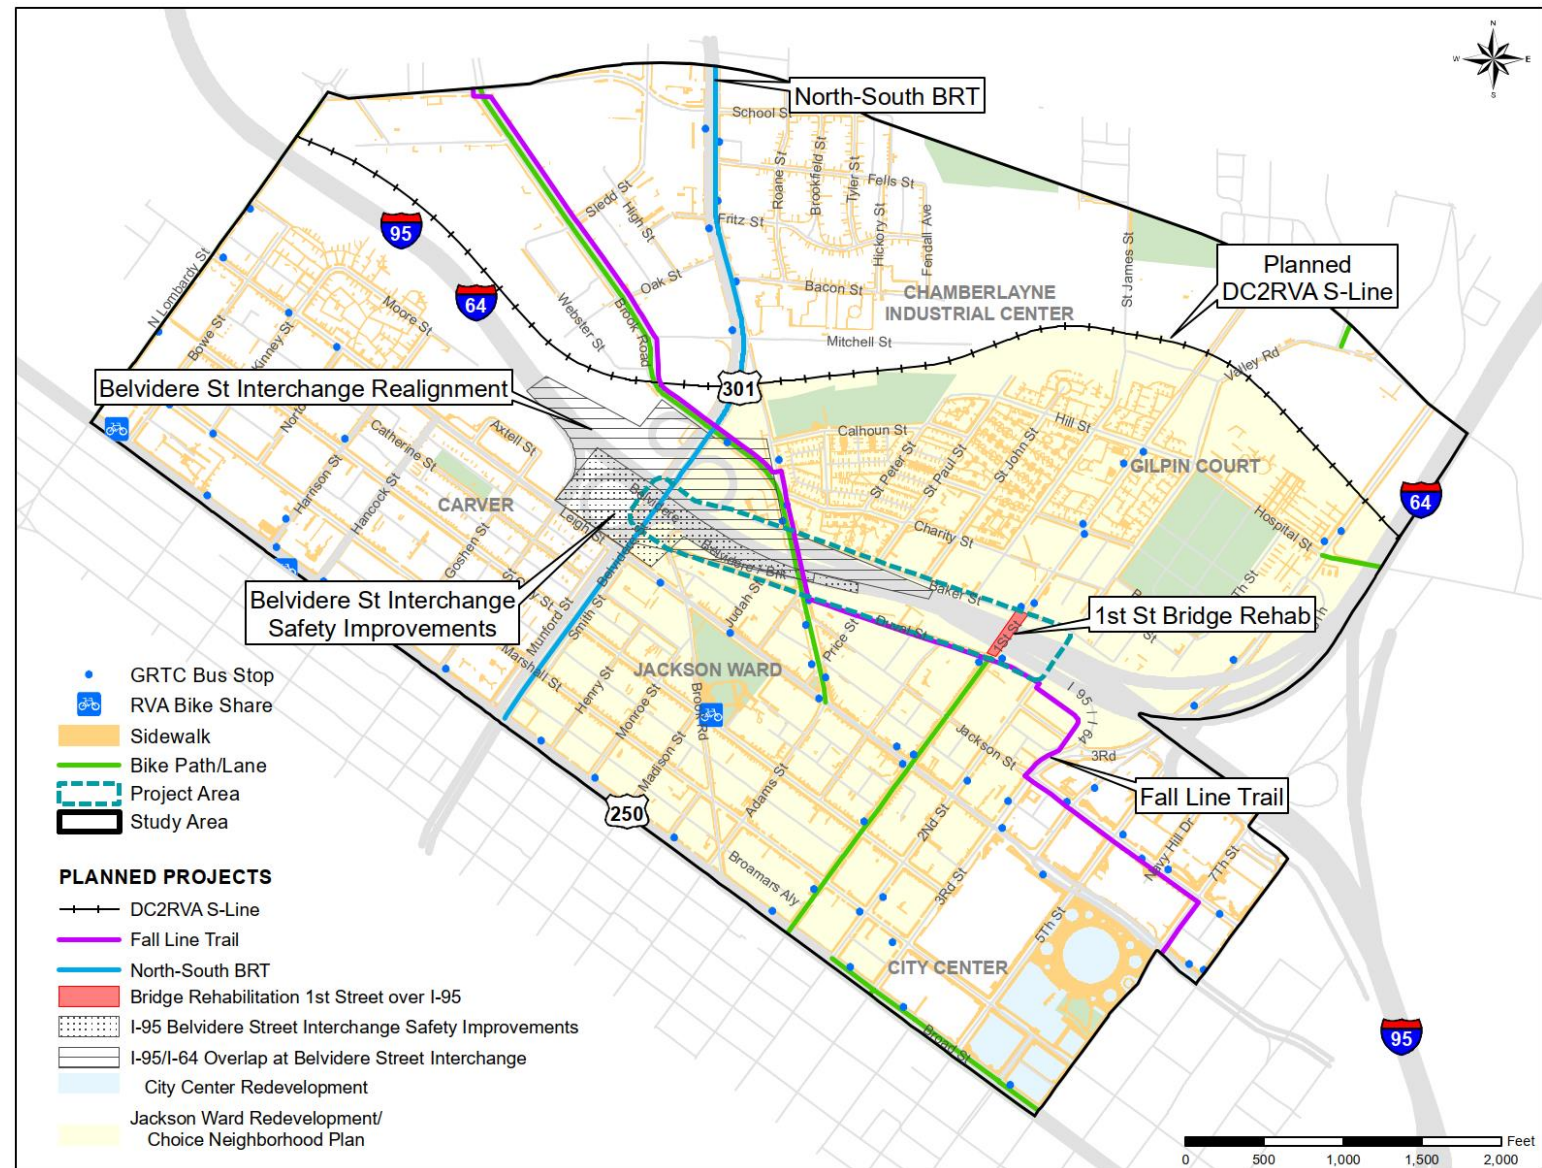 N
W
E
S
North-South BRT
School St
Roane St
Brookfield St
Tyler St
Fells St
Hickory St
Fendall Ave
Fritz St
Sledd St
High St
Oak St
Bacon St
St James St
95
64
N Lombardy St
Webster St
Brook Road
CHAMBERLAYNE
INDUSTRIAL CENTER
Planned
DC2RVA S-Line
Moore St
Bowe St
Kinney St
Mitchell St
Valley Rd
Belvidere St Interchange Realignment
301
Catherine St
Axtell St
Calhoun St
Hill St
St Peter St
St Paul St
St John St
GILPIN COURT
64
Harrison St
Hancock St
CARVER
Belvidere
Leigh St
Belvidere St
Charity St
Hospital St
Goshen St
Belvidere St Interchange
Safety Improvements
Munford St
Smith St
Judah St
Baker St
Duval St
1St St
1st St Bridge Rehab
Price St
Marshall St
Henry St
Monroe St
JACKSON WARD
Brook Rd
Madison St
Adams St
I 95 I 64
Jackson St
3Rd
Fall Line Trail
250
2Nd St
Navy Hill Dr
7Th St
Broamars Aly
3Rd St
5Th St
CITY CENTER
Broad St
95
GRTC Bus Stop
RVA Bike Share
Sidewalk
Bike Path/Lane
Project Area
Study Area
PLANNED PROJECTS
DC2RVA S-Line
Fall Line Trail
North-South BRT
Bridge Rehabilitation 1st Street over I-95
I-95 Belvidere Street Interchange Safety Improvements
I-95/I-64 Overlap at Belvidere Street Interchange
City Center Redevelopment
Jackson Ward Redevelopment/
Choice Neighborhood Plan
Feet
0 500 1,000 1,500 2,000